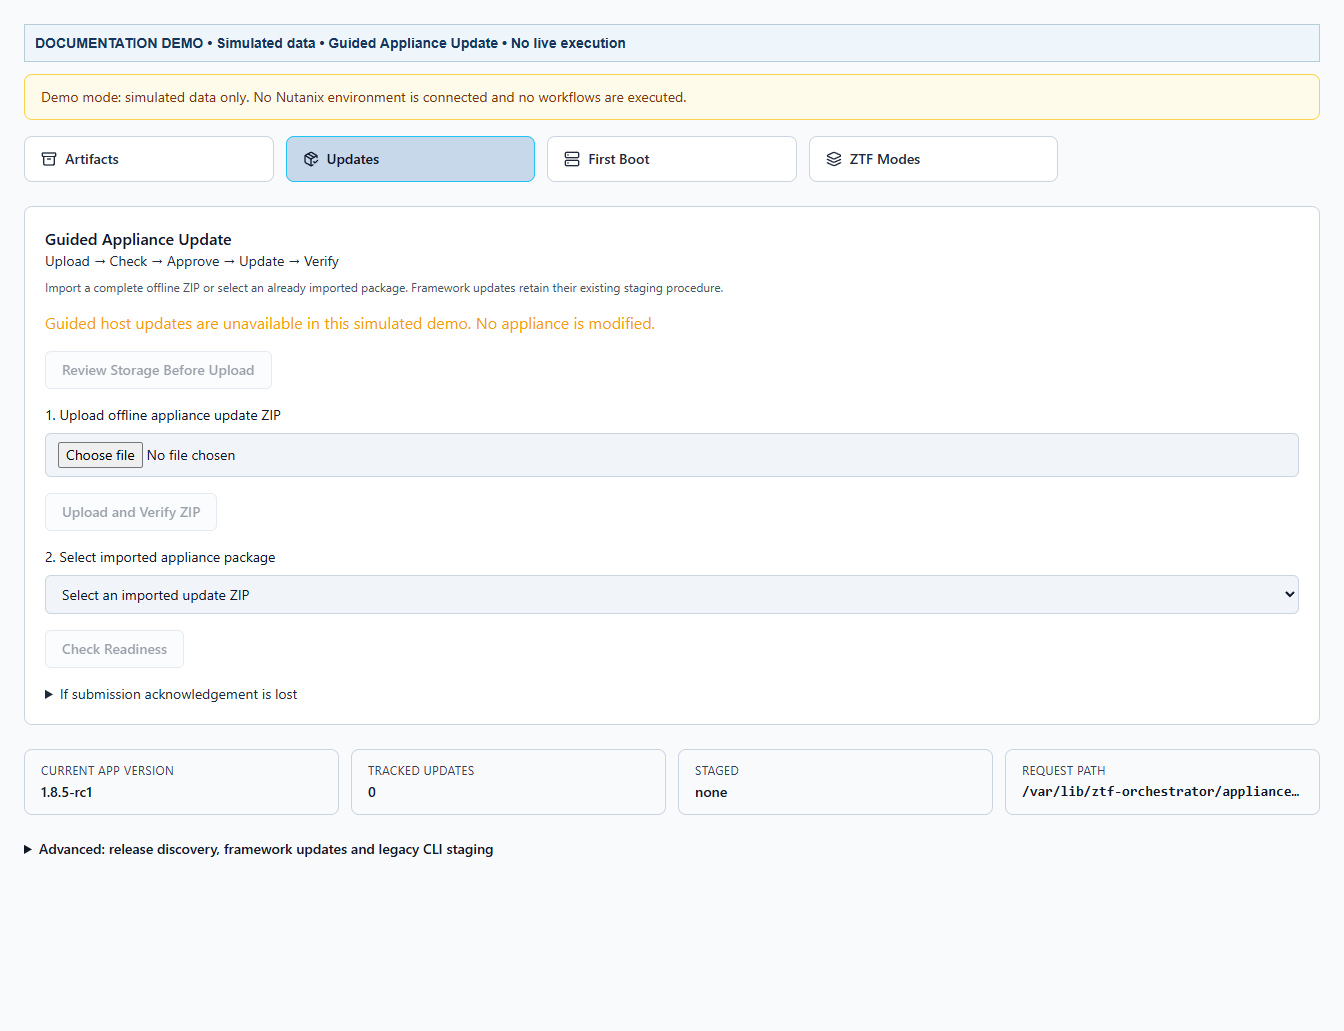 DOCUMENTATION DEMO • Simulated data • Guided Appliance Update • No live execution
Demo mode: simulated data only. No Nutanix environment is connected and no workflows are executed.
Artifacts
Updates
First Boot
ZTF Modes
Guided Appliance Update
Upload → Check → Approve → Update → Verify
Import a complete offline ZIP or select an already imported package. Framework updates retain their existing staging procedure.
Guided host updates are unavailable in this simulated demo. No appliance is modified.
Review Storage Before Upload
1. Upload offline appliance update ZIP
Choose file No file chosen
Upload and Verify ZIP
2. Select imported appliance package
Select an imported update ZIP
Check Readiness
If submission acknowledgement is lost
CURRENT APP VERSION
1.8.5-rc1
TRACKED UPDATES
0
STAGED
none
REQUEST PATH
/var/lib/ztf-orchestrator/appliance…
Advanced: release discovery, framework updates and legacy CLI staging